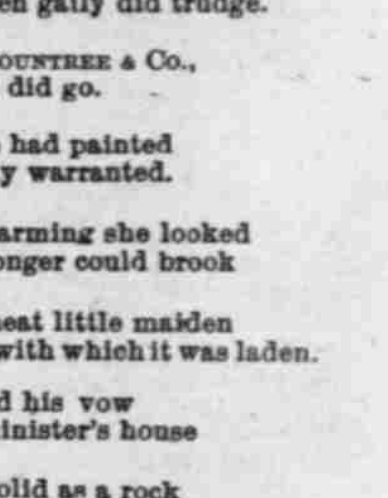 en gaily did trudge.
OUNTREE & Co.,
did go.
had painted
y warranted.
arming she looked
onger could brook
neat little maiden
with which it was laden.
d his vow
inister's house
olid as a rock